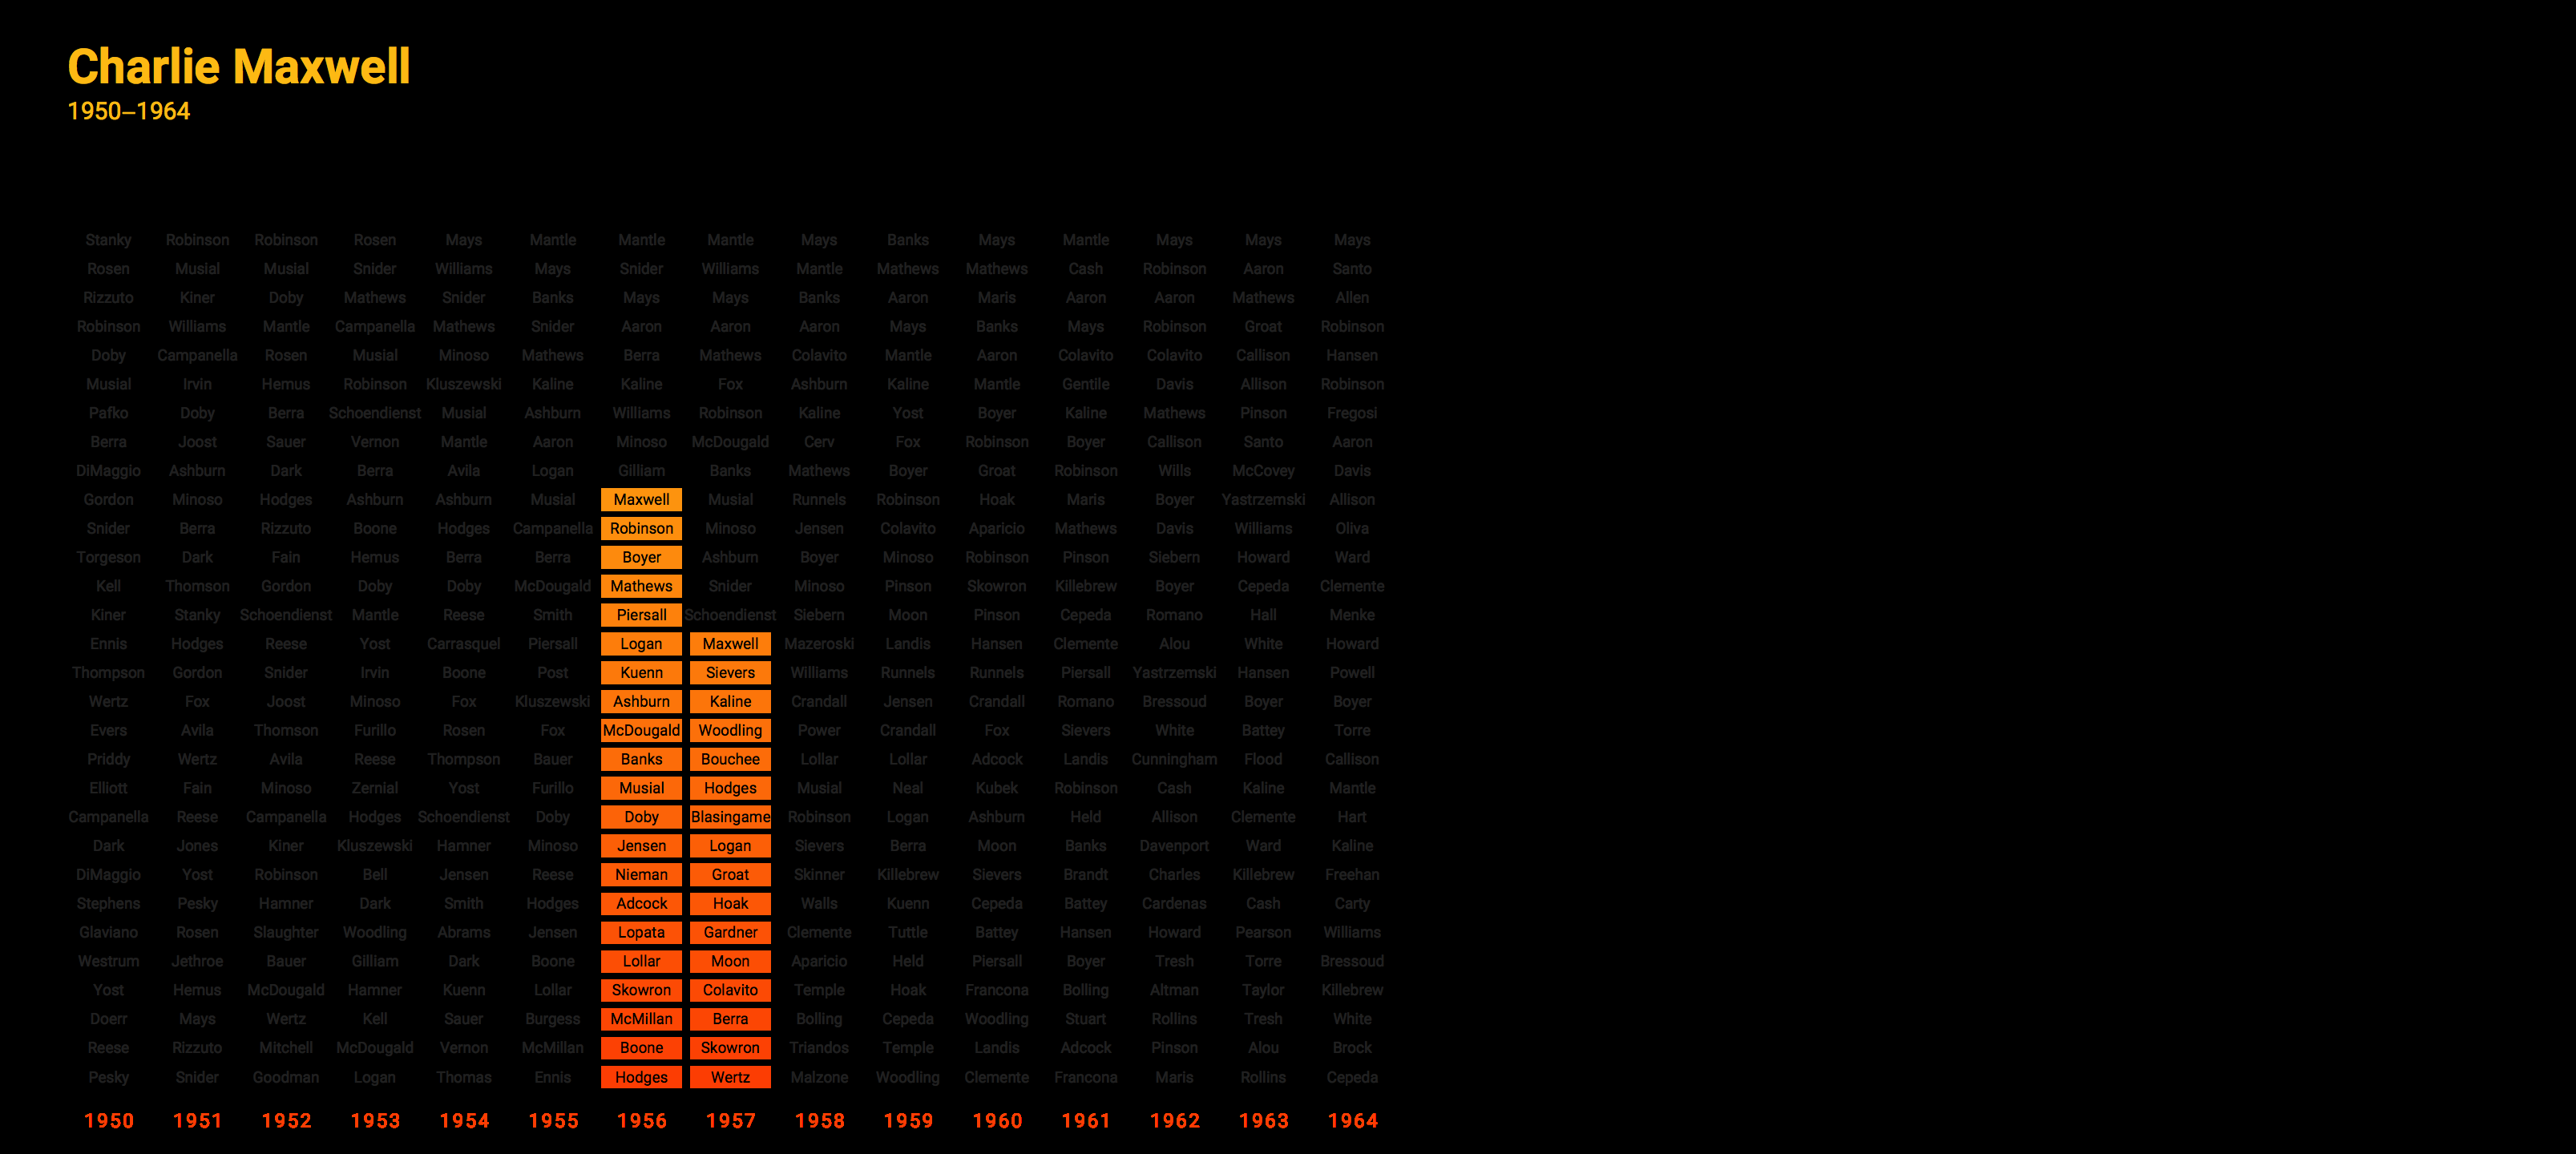 Charlie Maxwell
1950–1964
Stanky Robinson Robinson Rosen Mays Mantle Mantle Mantle Mays Banks Mays Mantle Mays Mays Mays
Rosen Musial Musial Snider Williams Mays Snider Williams Mantle Mathews Mathews Cash Robinson Aaron Santo
Rizzuto Kiner Doby Mathews Snider Banks Mays Mays Banks Aaron Maris Aaron Aaron Mathews Allen
Robinson Williams Mantle Campanella Mathews Snider Aaron Aaron Aaron Mays Banks Mays Robinson Groat Robinson
Doby Campanella Rosen Musial Minoso Mathews Berra Mathews Colavito Mantle Aaron Colavito Colavito Callison Hansen
Musial Irvin Hemus Robinson Kluszewski Kaline Kaline Fox Ashburn Kaline Mantle Gentile Davis Allison Robinson
Pafko Doby Berra Schoendienst Musial Ashburn Williams Robinson Kaline Yost Boyer Kaline Mathews Pinson Fregosi
Berra Joost Sauer Vernon Mantle Aaron Minoso McDougald Cerv Fox Robinson Boyer Callison Santo Aaron
DiMaggio Ashburn Dark Berra Avila Logan Gilliam Banks Mathews Boyer Groat Robinson Wills McCovey Davis
Gordon Minoso Hodges Ashburn Ashburn Musial Maxwell Musial Runnels Robinson Hoak Maris Boyer Yastrzemski Allison
Snider Berra Rizzuto Boone Hodges Campanella Robinson Minoso Jensen Colavito Aparicio Mathews Davis Williams Oliva
Torgeson Dark Fain Hemus Berra Berra Boyer Ashburn Boyer Minoso Robinson Pinson Siebern Howard Ward
Kell Thomson Gordon Doby Doby McDougald Mathews Snider Minoso Pinson Skowron Killebrew Boyer Cepeda Clemente
Kiner Stanky Schoendienst Mantle Reese Smith Piersall Schoendienst Siebern Moon Pinson Cepeda Romano Hall Menke
Ennis Hodges Reese Yost Carrasquel Piersall Logan Maxwell Mazeroski Landis Hansen Clemente Alou White Howard
Thompson Gordon Snider Irvin Boone Post Kuenn Sievers Williams Runnels Runnels Piersall Yastrzemski Hansen Powell
Wertz Fox Joost Minoso Fox Kluszewski Ashburn Kaline Crandall Jensen Crandall Romano Bressoud Boyer Boyer
Evers Avila Thomson Furillo Rosen Fox McDougald Woodling Power Crandall Fox Sievers White Battey Torre
Priddy Wertz Avila Reese Thompson Bauer Banks Bouchee Lollar Lollar Adcock Landis Cunningham Flood Callison
Elliott Fain Minoso Zernial Yost Furillo Musial Hodges Musial Neal Kubek Robinson Cash Kaline Mantle
Campanella Reese Campanella Hodges Schoendienst Doby Doby Blasingame Robinson Logan Ashburn Held Allison Clemente Hart
Dark Jones Kiner Kluszewski Hamner Minoso Jensen Logan Sievers Berra Moon Banks Davenport Ward Kaline
DiMaggio Yost Robinson Bell Jensen Reese Nieman Groat Skinner Killebrew Sievers Brandt Charles Killebrew Freehan
Stephens Pesky Hamner Dark Smith Hodges Adcock Hoak Walls Kuenn Cepeda Battey Cardenas Cash Carty
Glaviano Rosen Slaughter Woodling Abrams Jensen Lopata Gardner Clemente Tuttle Battey Hansen Howard Pearson Williams
Westrum Jethroe Bauer Gilliam Dark Boone Lollar Moon Aparicio Held Piersall Boyer Tresh Torre Bressoud
Yost Hemus McDougald Hamner Kuenn Lollar Skowron Colavito Temple Hoak Francona Bolling Altman Taylor Killebrew
Doerr Mays Wertz Kell Sauer Burgess McMillan Berra Bolling Cepeda Woodling Stuart Rollins Tresh White
Reese Rizzuto Mitchell McDougald Vernon McMillan Boone Skowron Triandos Temple Landis Adcock Pinson Alou Brock
Pesky Snider Goodman Logan Thomas Ennis Hodges Wertz Malzone Woodling Clemente Francona Maris Rollins Cepeda
1950 1951 1952 1953 1954 1955 1956 1957 1958 1959 1960 1961 1962 1963 1964